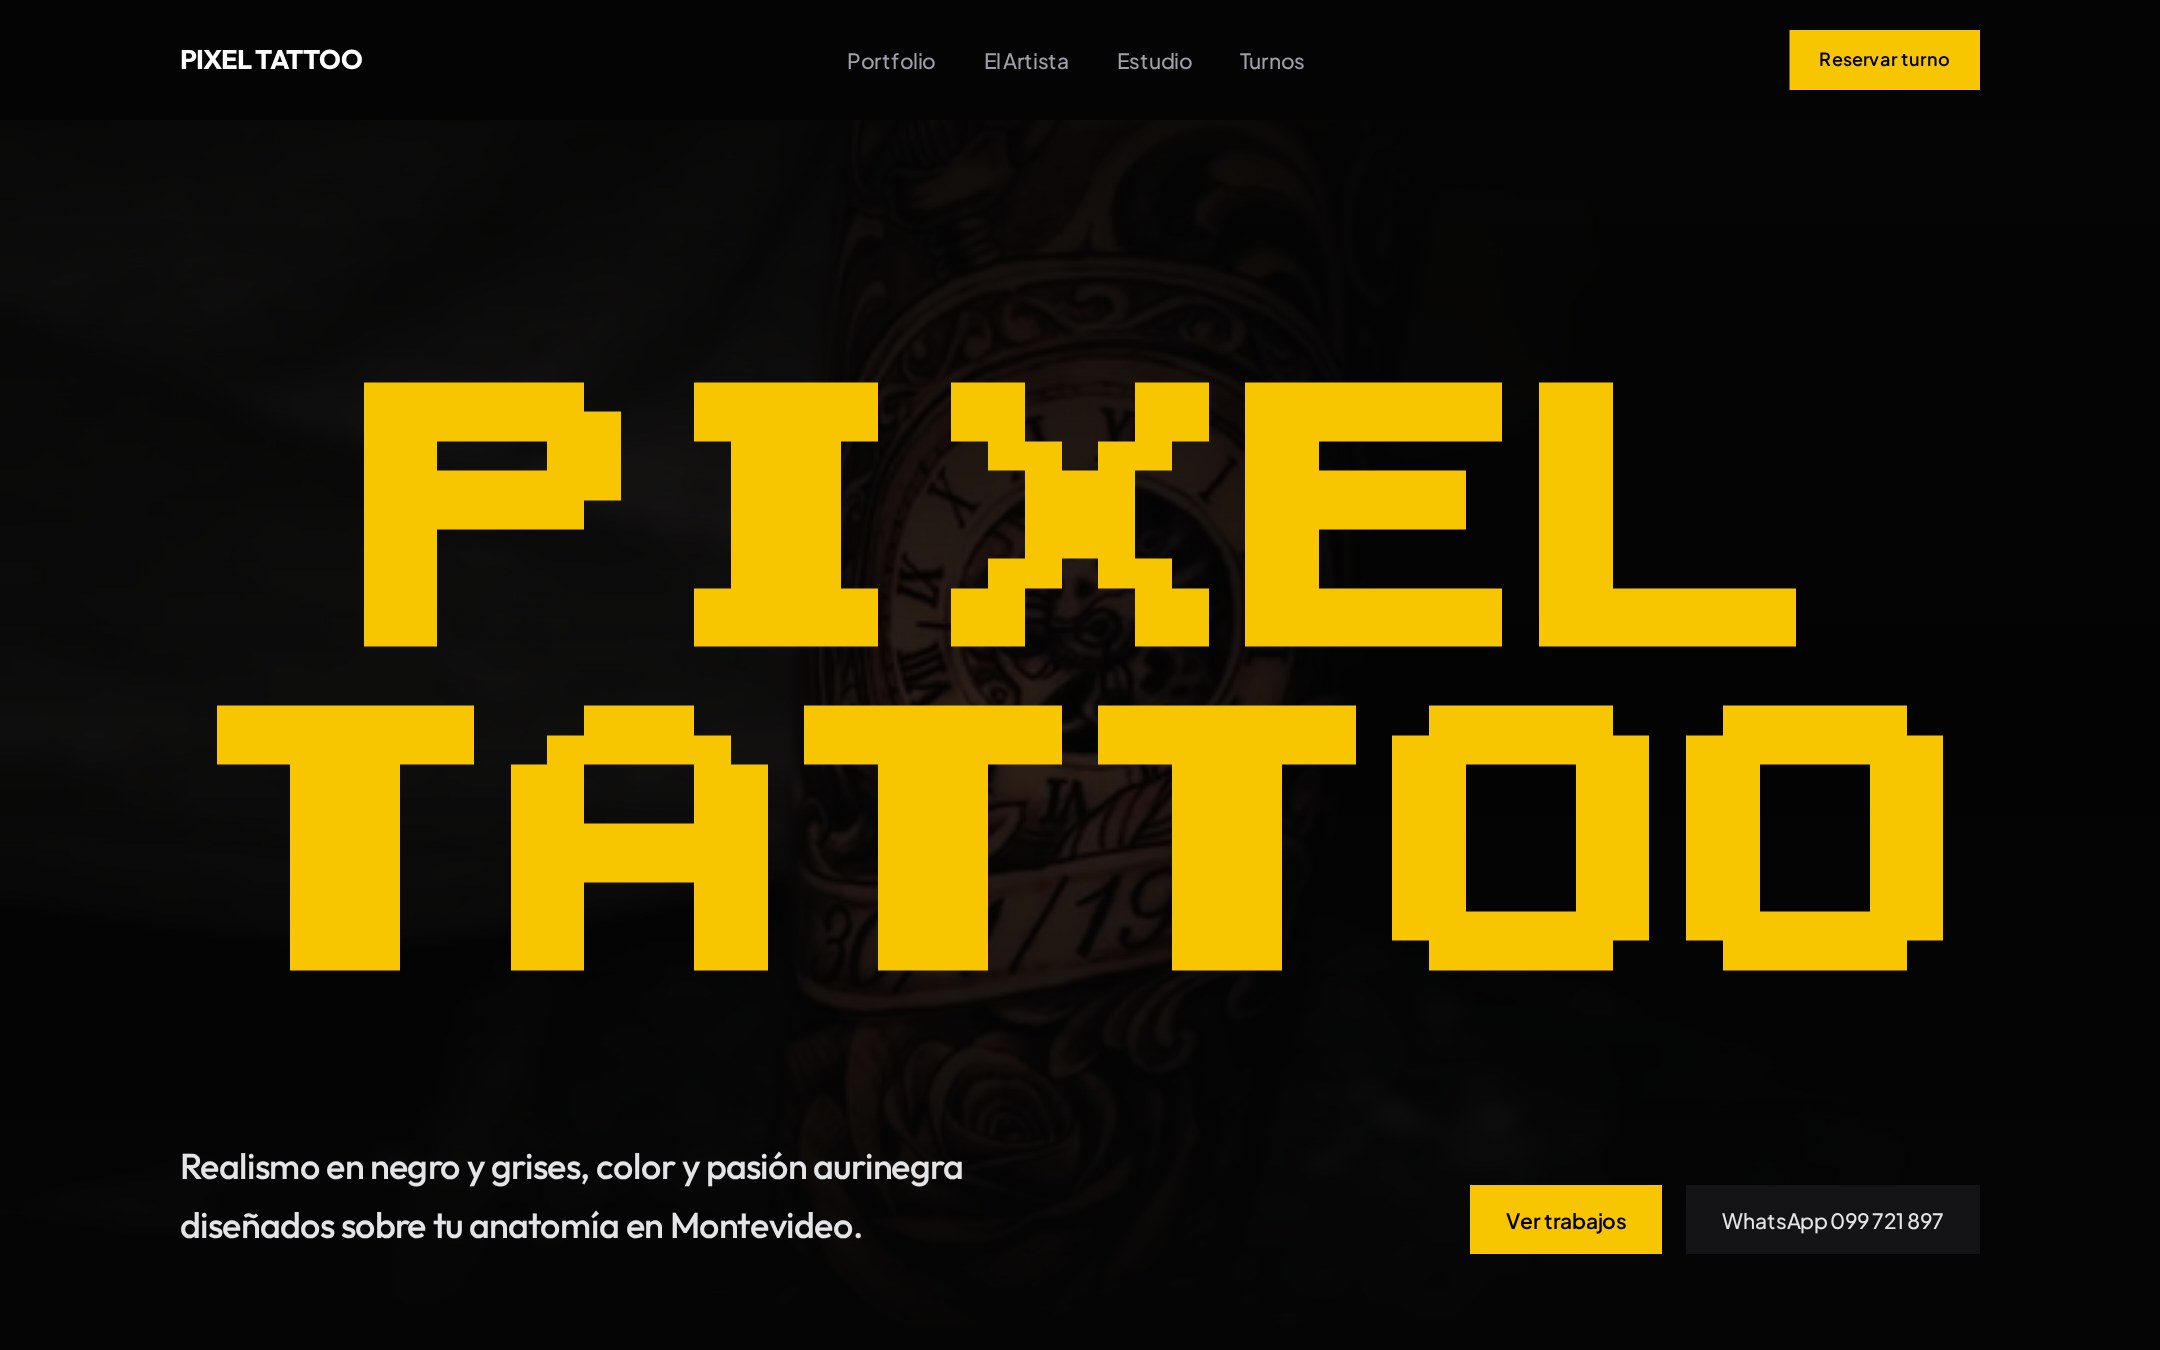 PIXEL TATTOO
Portfolio
El Artista
Estudio
Turnos
Reservar turno
PIXEL
TATTOO
Realismo en negro y grises, color y pasión aurinegra
diseñados sobre tu anatomía en Montevideo.
Ver trabajos
WhatsApp 099 721 897